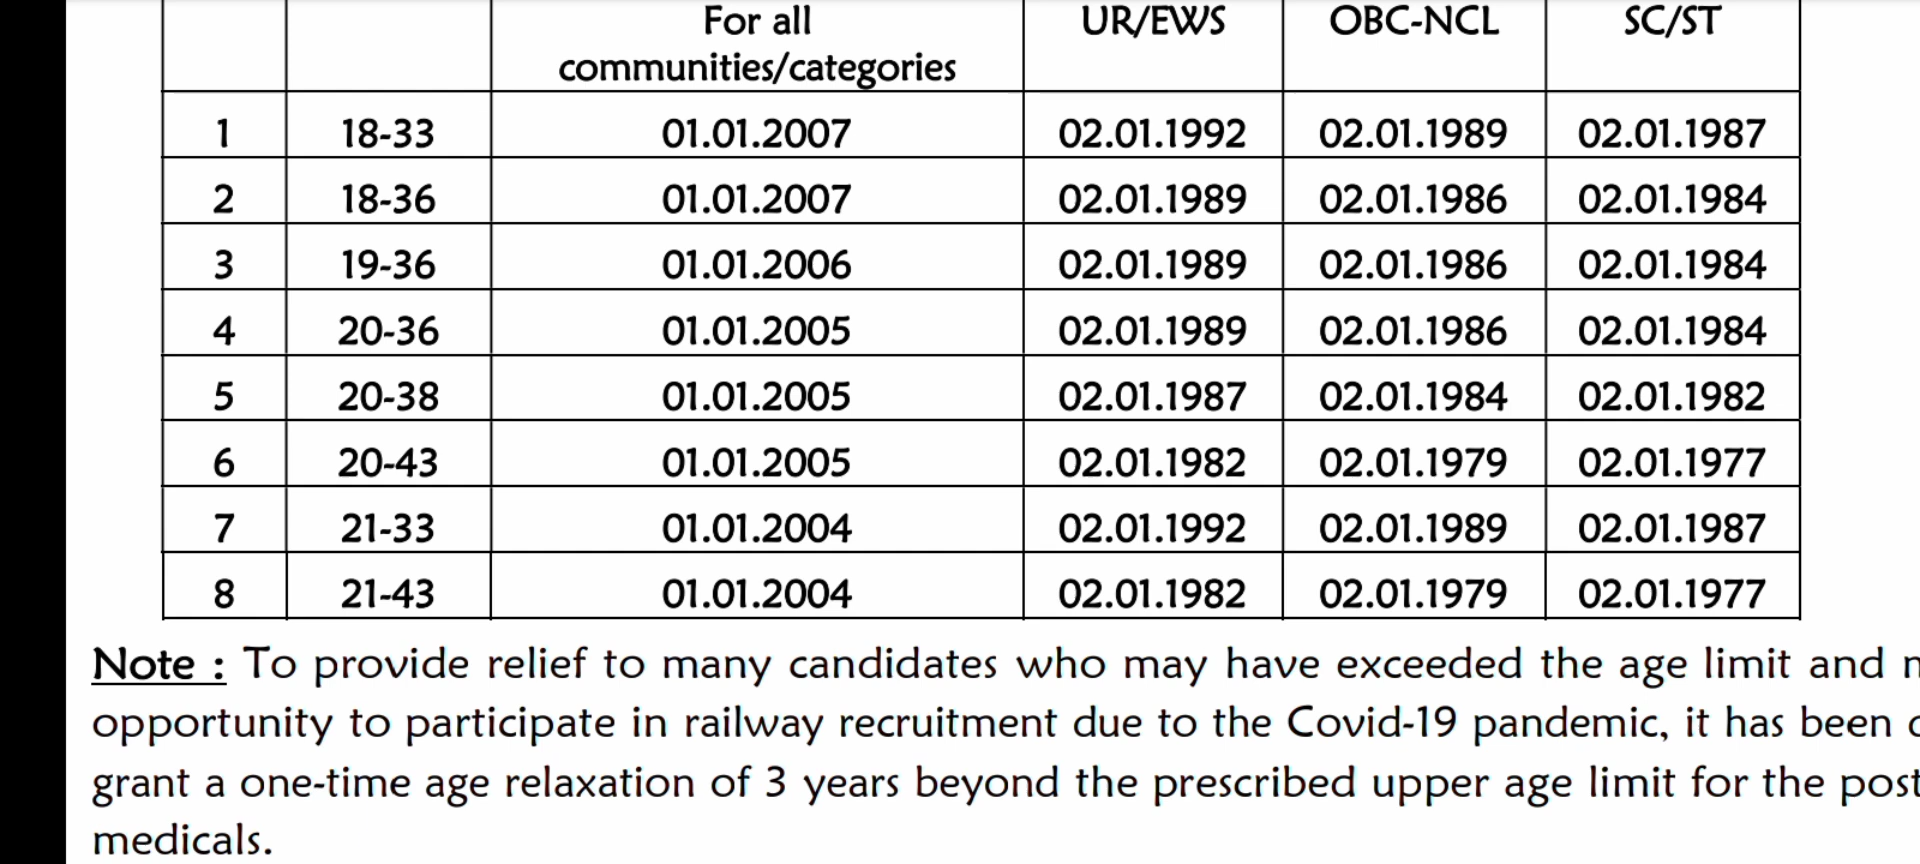 For all UR/EWS OBC-NCL SC/ST
communities/categories
1 18-33 01.01.2007 02.01.1992 02.01.1989 02.01.1987
2 18-36 01.01.2007 02.01.1989 02.01.1986 02.01.1984
3 19-36 01.01.2006 02.01.1989 02.01.1986 02.01.1984
4 20-36 01.01.2005 02.01.1989 02.01.1986 02.01.1984
5 20-38 01.01.2005 02.01.1987 02.01.1984 02.01.1982
6 20-43 01.01.2005 02.01.1982 02.01.1979 02.01.1977
7 21-33 01.01.2004 02.01.1992 02.01.1989 02.01.1987
8 21-43 01.01.2004 02.01.1982 02.01.1979 02.01.1977
Note : To provide relief to many candidates who may have exceeded the age limit and
opportunity to participate in railway recruitment due to the Covid-19 pandemic, it has been
grant a one-time age relaxation of 3 years beyond the prescribed upper age limit for the post
medicals.